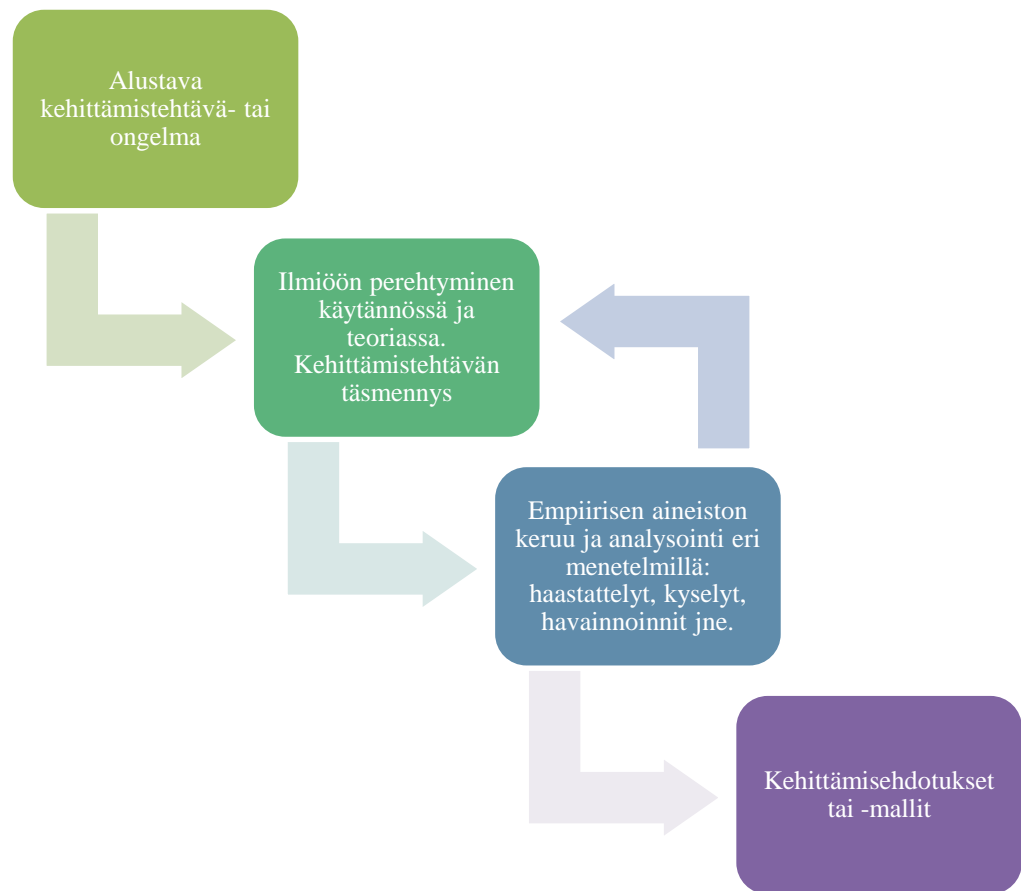 Alustava
kehittämistehtävä- tai
ongelma
Ilmiöön perehtyminen
käytännössä ja
teoriassa.
Kehittämistehtävän
täsmennys
Empiirisen aineiston
keruu ja analysointi eri
menetelmillä:
haastattelyt, kyselyt,
havainnoinnit jne.
Kehittämisehdotukset
tai -mallit